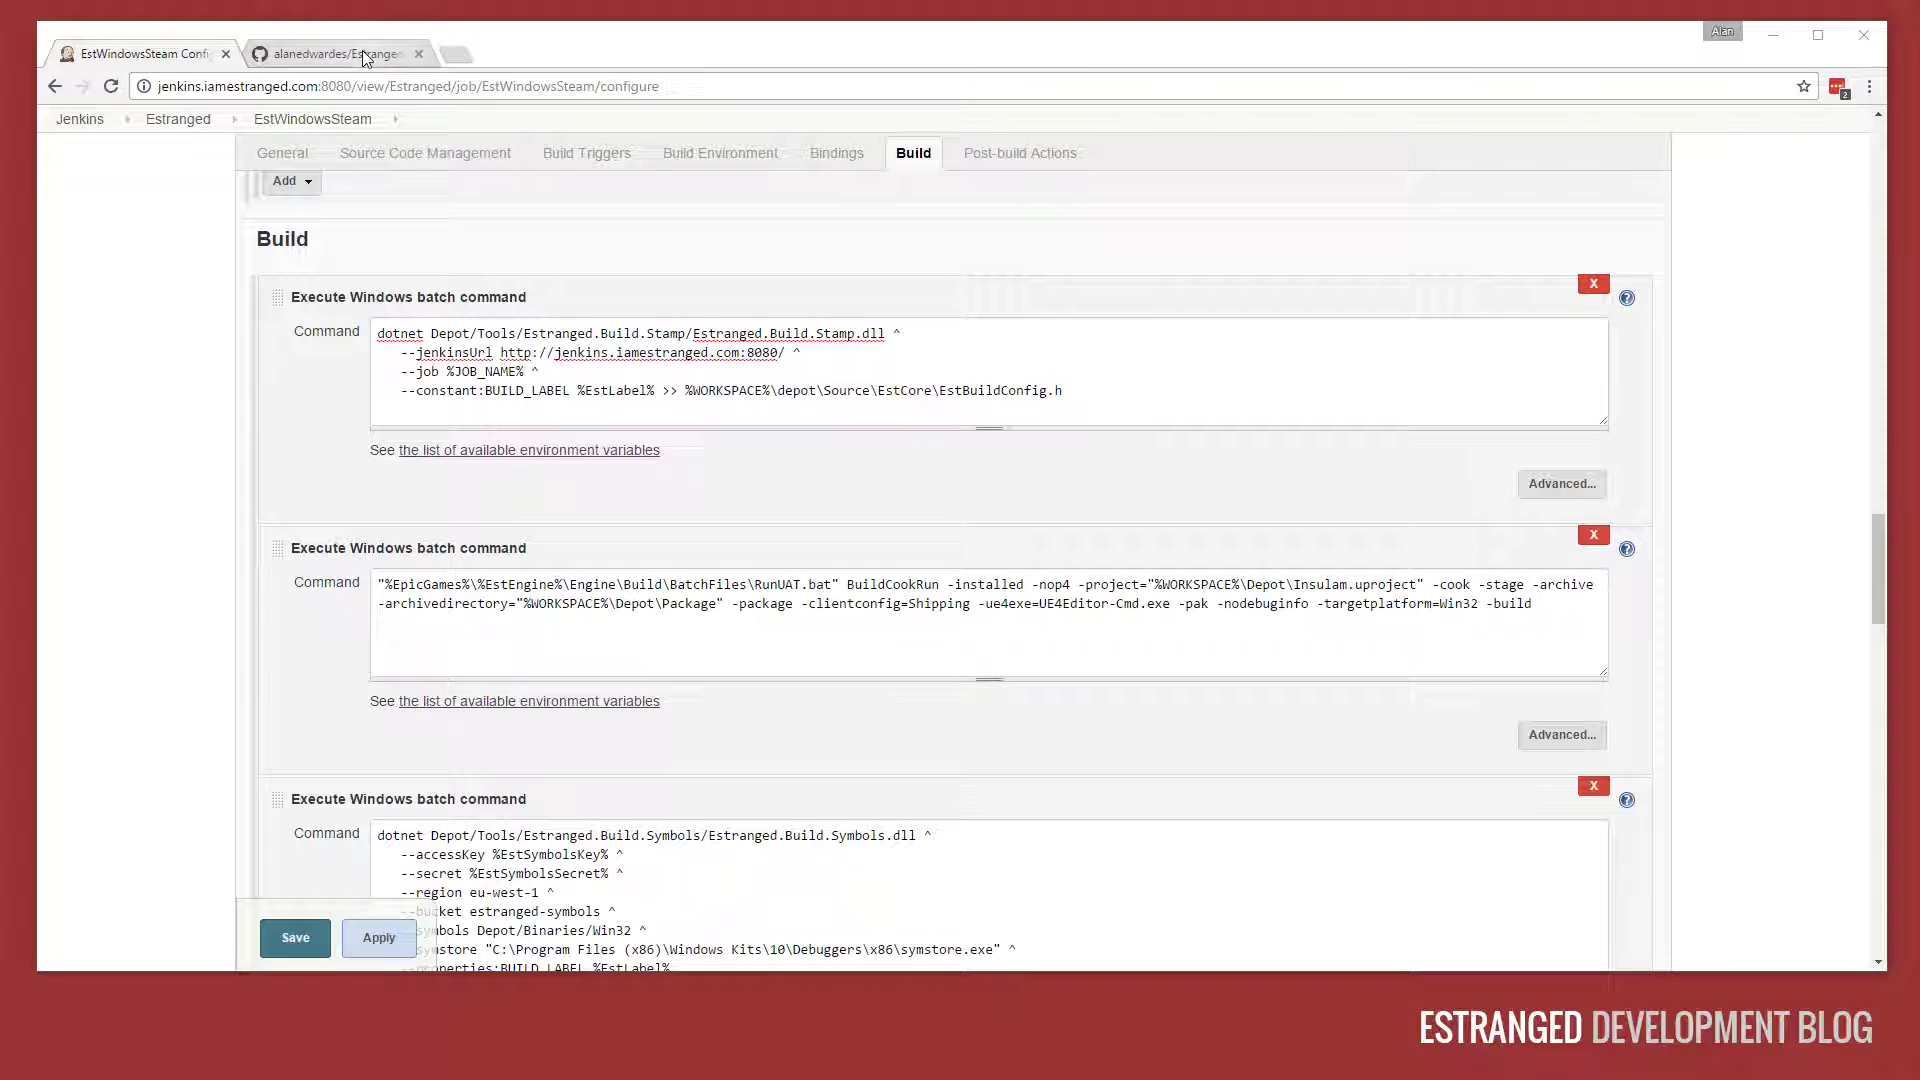 Alan
EstWindowsSteam Confi
alanedwardes/Estranged
jenkins.iamestranged.com:8080/view/Estranged/job/EstWindowsSteam/configure
2
Jenkins Estranged EstWindowsSteam
General Source Code Management Build Triggers Build Environment Bindings Build Post-build Actions
Add
Build
X
Execute Windows batch command
Command
dotnet Depot/Tools/Estranged.Build.Stamp/Estranged.Build.Stamp.dll ^
--jenkinsUrl http://jenkins.iamestranged.com:8080/ ^
--job %JOB_NAME% ^
--constant:BUILD_LABEL %EstLabel% >> %WORKSPACE%\depot\Source\EstCore\EstBuildConfig.h
See the list of available environment variables
Advanced...
X
Execute Windows batch command
Command
"%EpicGames%\%EstEngine%\Engine\Build\BatchFiles\RunUAT.bat" BuildCookRun -installed -nop4 -project="%WORKSPACE%\Depot\Insulam.uproject" -cook -stage -archive
-archivedirectory="%WORKSPACE%\Depot\Package" -package -clientconfig=Shipping -ue4exe=UE4Editor-Cmd.exe -pak -nodebuginfo -targetplatform=Win32 -build
See the list of available environment variables
Advanced...
X
Execute Windows batch command
Command
dotnet Depot/Tools/Estranged.Build.Symbols/Estranged.Build.Symbols.dll ^
--accessKey %EstSymbolsKey% ^
--secret %EstSymbolsSecret% ^
--region eu-west-1 ^
--bucket estranged-symbols ^
symbols Depot/Binaries/Win32 ^
symstore "C:\Program Files (x86)\Windows Kits\10\Debuggers\x86\symstore.exe" ^
--properties:BUILD_LABEL %EstLabel%
Save Apply
ESTRANGED DEVELOPMENT BLOG